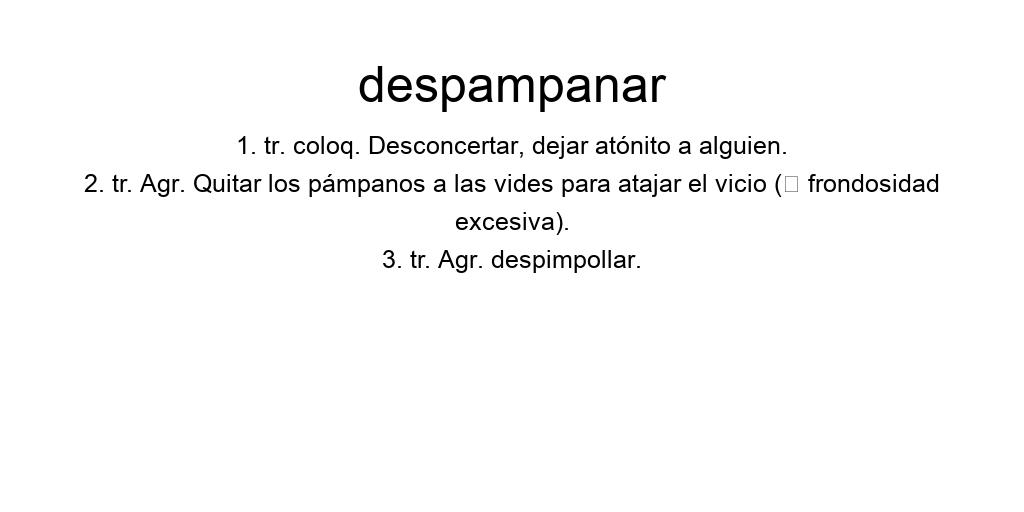 despampanar
1. tr. coloq. Desconcertar, dejar atónito a alguien.
2. tr. Agr. Quitar los pámpanos a las vides para atajar el vicio (□ frondosidad
excesiva).
3. tr. Agr. despimpollar.